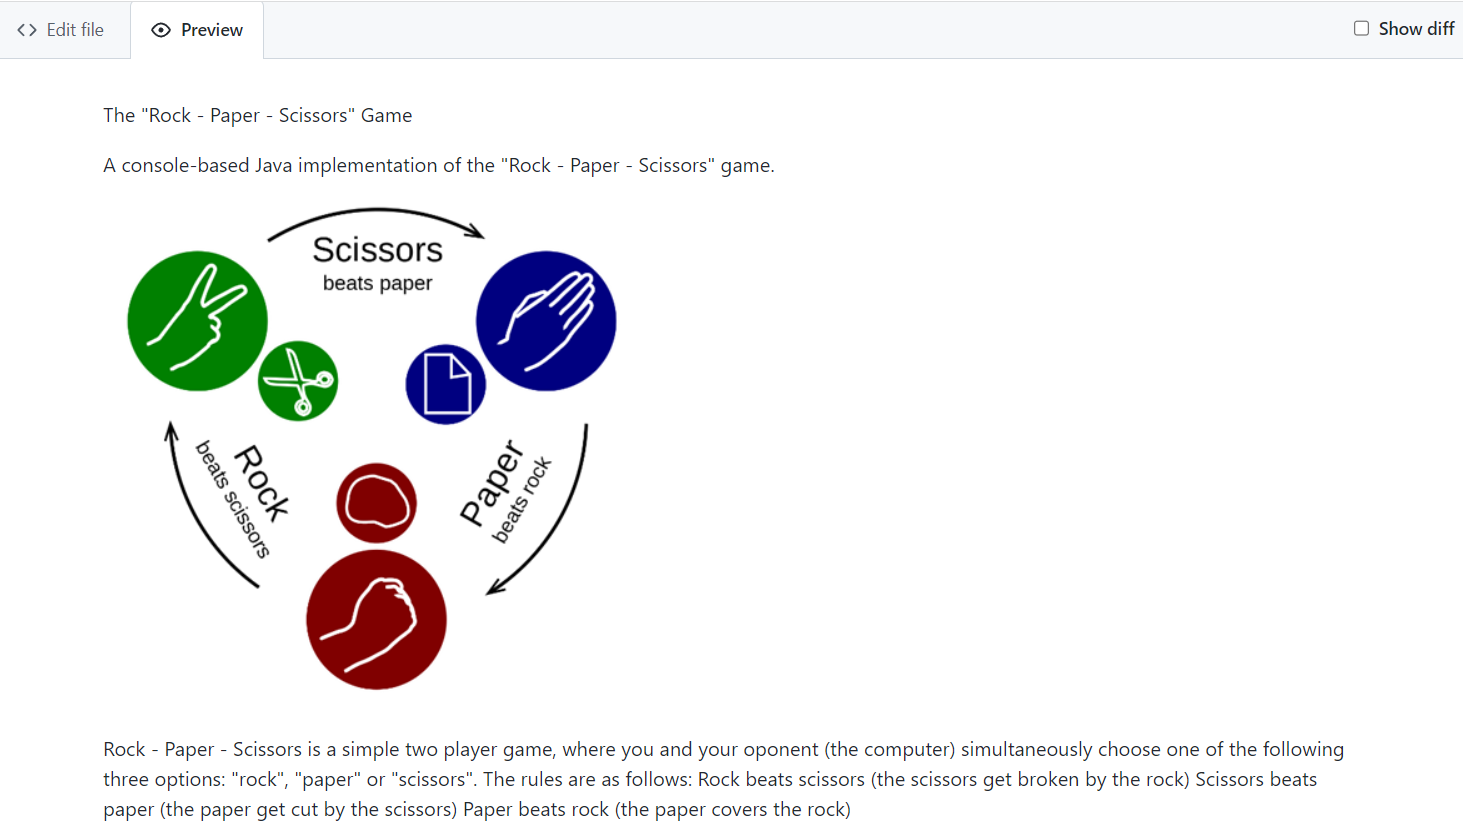 Edit file
Preview
Show diff
The "Rock - Paper - Scissors" Game
A console-based Java implementation of the "Rock - Paper - Scissors" game.
Scissors
beats paper
Rock
beats scissors
Paper
beats rock
Rock - Paper - Scissors is a simple two player game, where you and your oponent (the computer) simultaneously choose one of the following
three options: "rock", "paper" or "scissors". The rules are as follows: Rock beats scissors (the scissors get broken by the rock) Scissors beats
paper (the paper get cut by the scissors) Paper beats rock (the paper covers the rock)